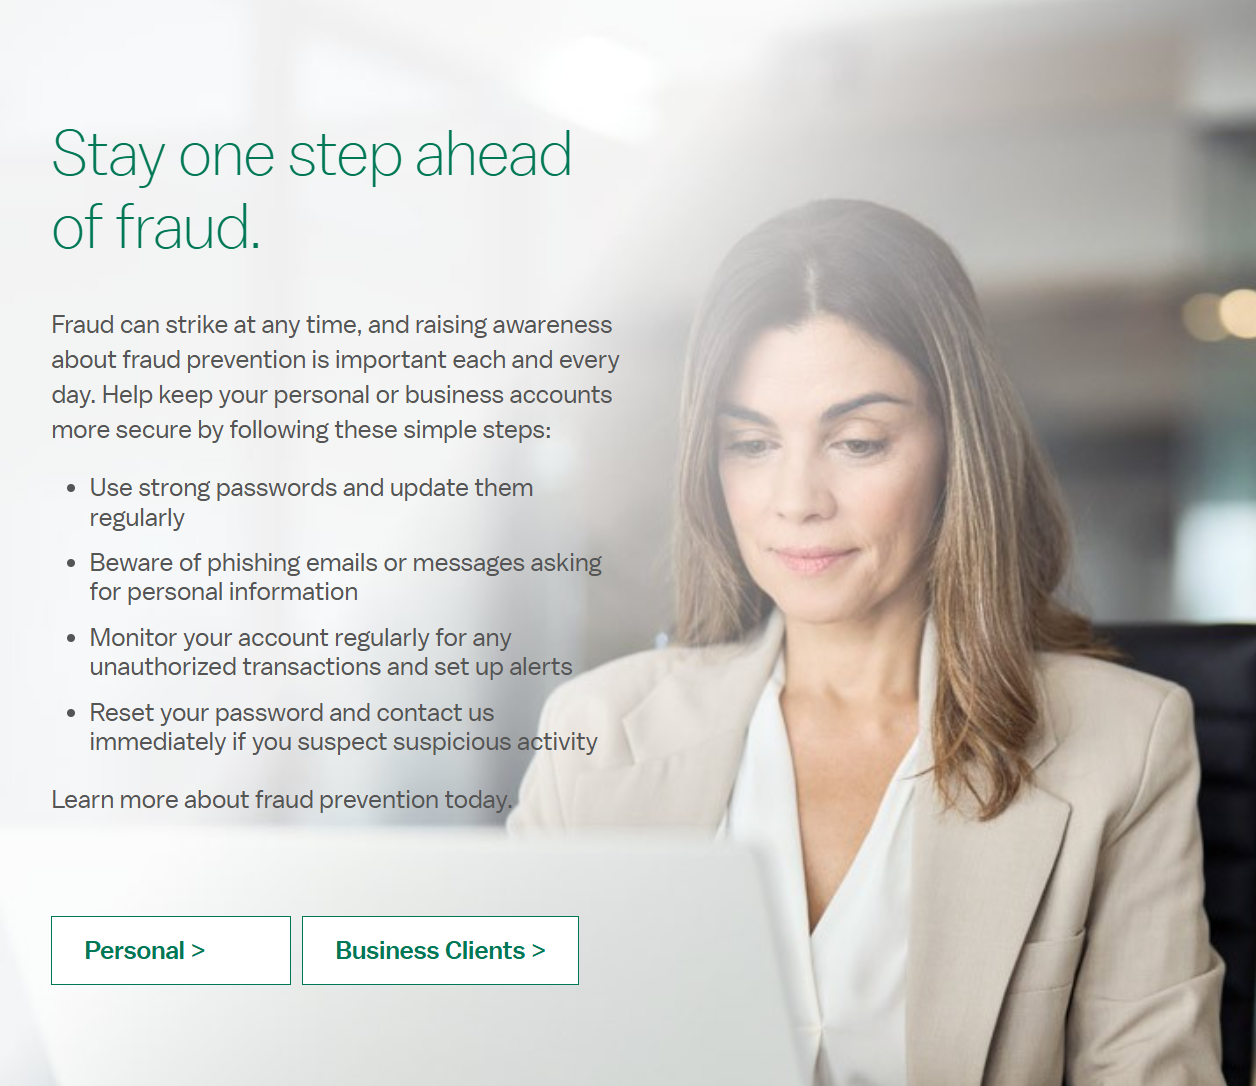 Stay one step ahead
of fraud.
Fraud can strike at any time, and raising awareness
about fraud prevention is important each and every
day. Help keep your personal or business accounts
more secure by following these simple steps:
• Use strong passwords and update them
regularly
• Beware of phishing emails or messages asking
for personal information
• Monitor your account regularly for any
unauthorized transactions and set up alerts
• Reset your password and contact us
immediately if you suspect suspicious activity
Learn more about fraud prevention today.
Personal >
Business Clients >